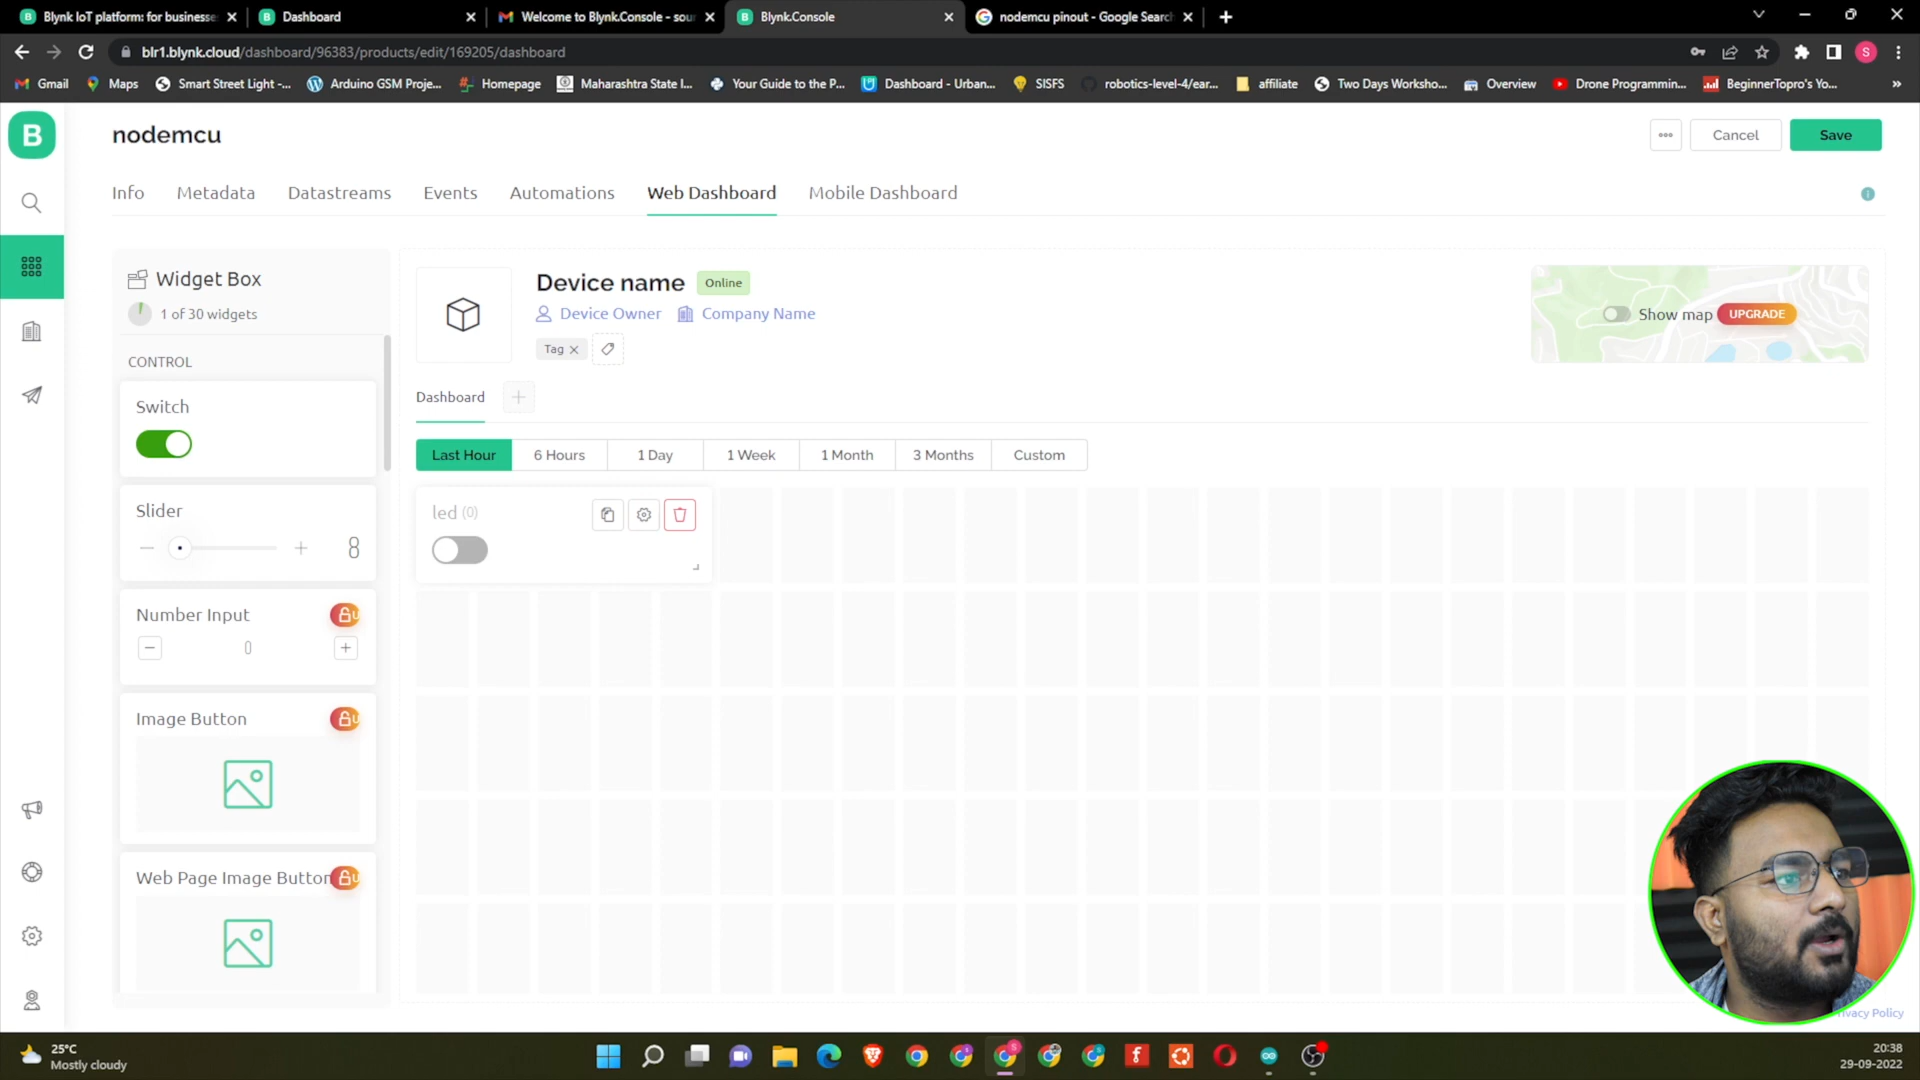 Blynk IoT platform: for businesse
Dashboard
Welcome to Blynk.Console - sou
Blynk.Console
nodemcu pinout - Google Searc
blr1.blynk.cloud/dashboard/96383/products/edit/169205/dashboard
S
Gmail
Maps
Smart Street Light -...
Arduino GSM Proje...
Homepage
Maharashtra State I...
Your Guide to the P...
Dashboard - Urban...
SISFS
robotics-level-4/ear...
affiliate
Two Days Worksho...
Overview
Drone Programmin...
BeginnerTopro's Yo...
»
B
nodemcu
Cancel
Save
Info
Metadata
Datastreams
Events
Automations
Web Dashboard
Mobile Dashboard
Widget Box
1 of 30 widgets
CONTROL
Switch
Slider
8
Number Input
0
Image Button
Web Page Image Button
Device name
Online
Device Owner
Company Name
Tag
Show map
UPGRADE
Dashboard
Last Hour
6 Hours
1 Day
1 Week
1 Month
3 Months
Custom
led (0)
ivacy Policy
25°C
Mostly cloudy
20:38
29-09-2022